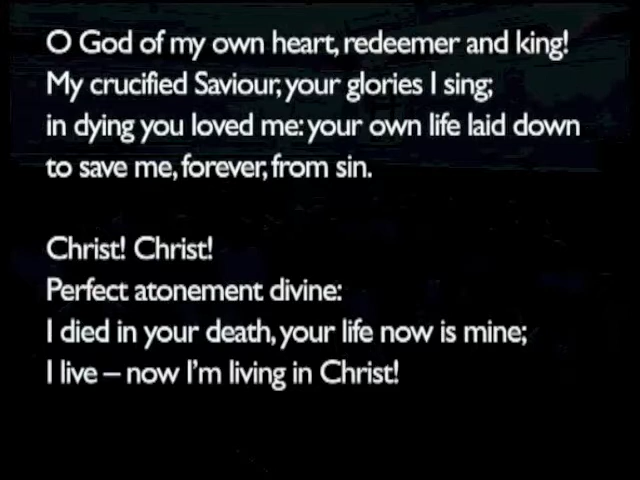 O God of my own heart, redeemer and king!
My crucified Saviour, your glories I sing;
in dying you loved me: your own life laid down
to save me, forever, from sin.
Christ! Christ!
Perfect atonement divine:
I died in your death, your life now is mine;
I live – now I'm living in Christ!